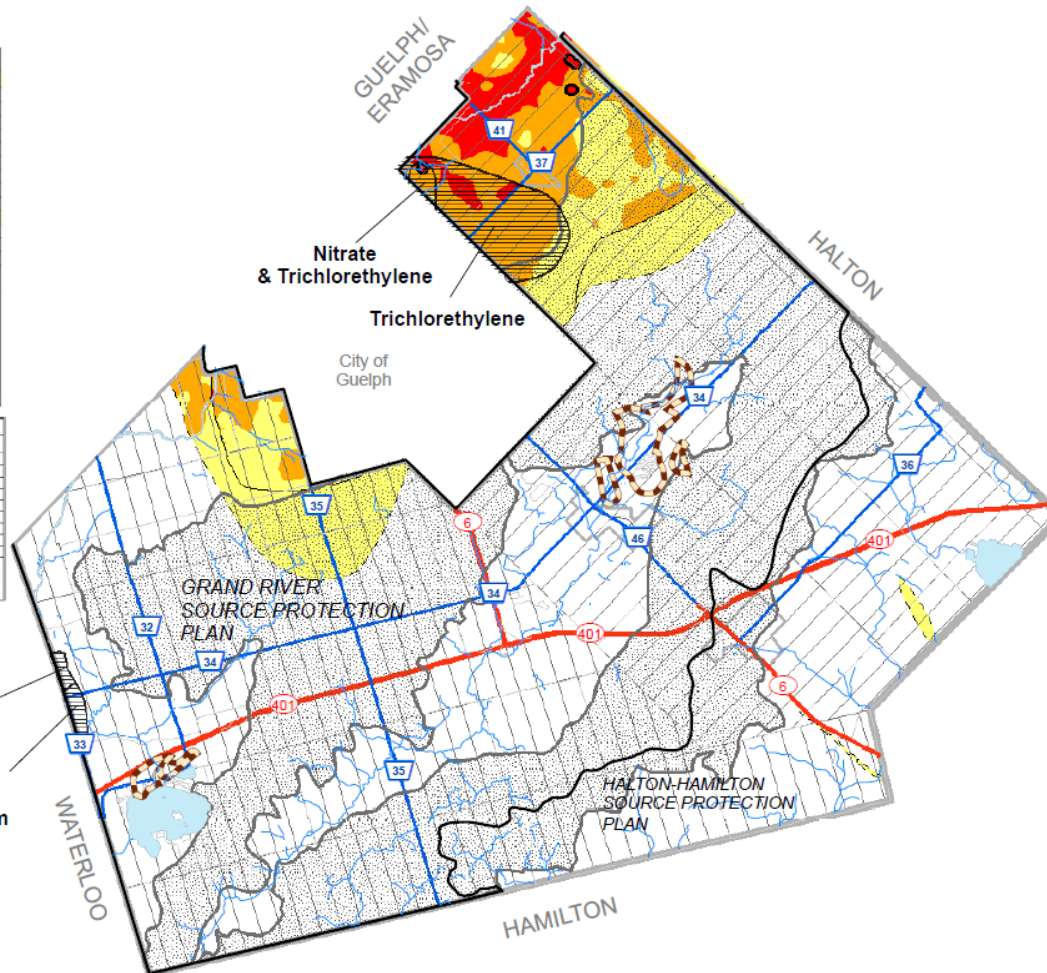 GUELPH/
ERAMOSA
41
37
Nitrate
& Trichlorethylene
HALTON
Trichlorethylene
City of
Guelph
34
36
35
6
46
401
GRAND RIVER
SOURCE PROTECTION
PLAN
34
32
401
34
6
401
33
35
HALTON-HAMILTON
SOURCE PROTECTION
PLAN
m
WATERLOO
HAMILTON